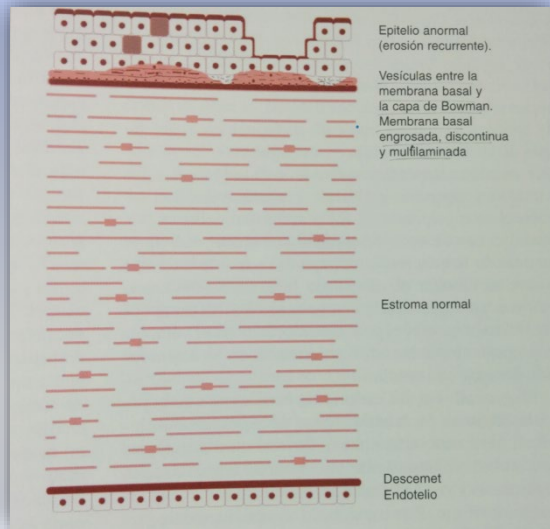 Epitelio anormal
(erosión recurrente).
Vesículas entre la
membrana basal y
la capa de Bowman.
Membrana basal
engrosada, discontinua
y multilaminada
Estroma normal
Descemet
Endotelio